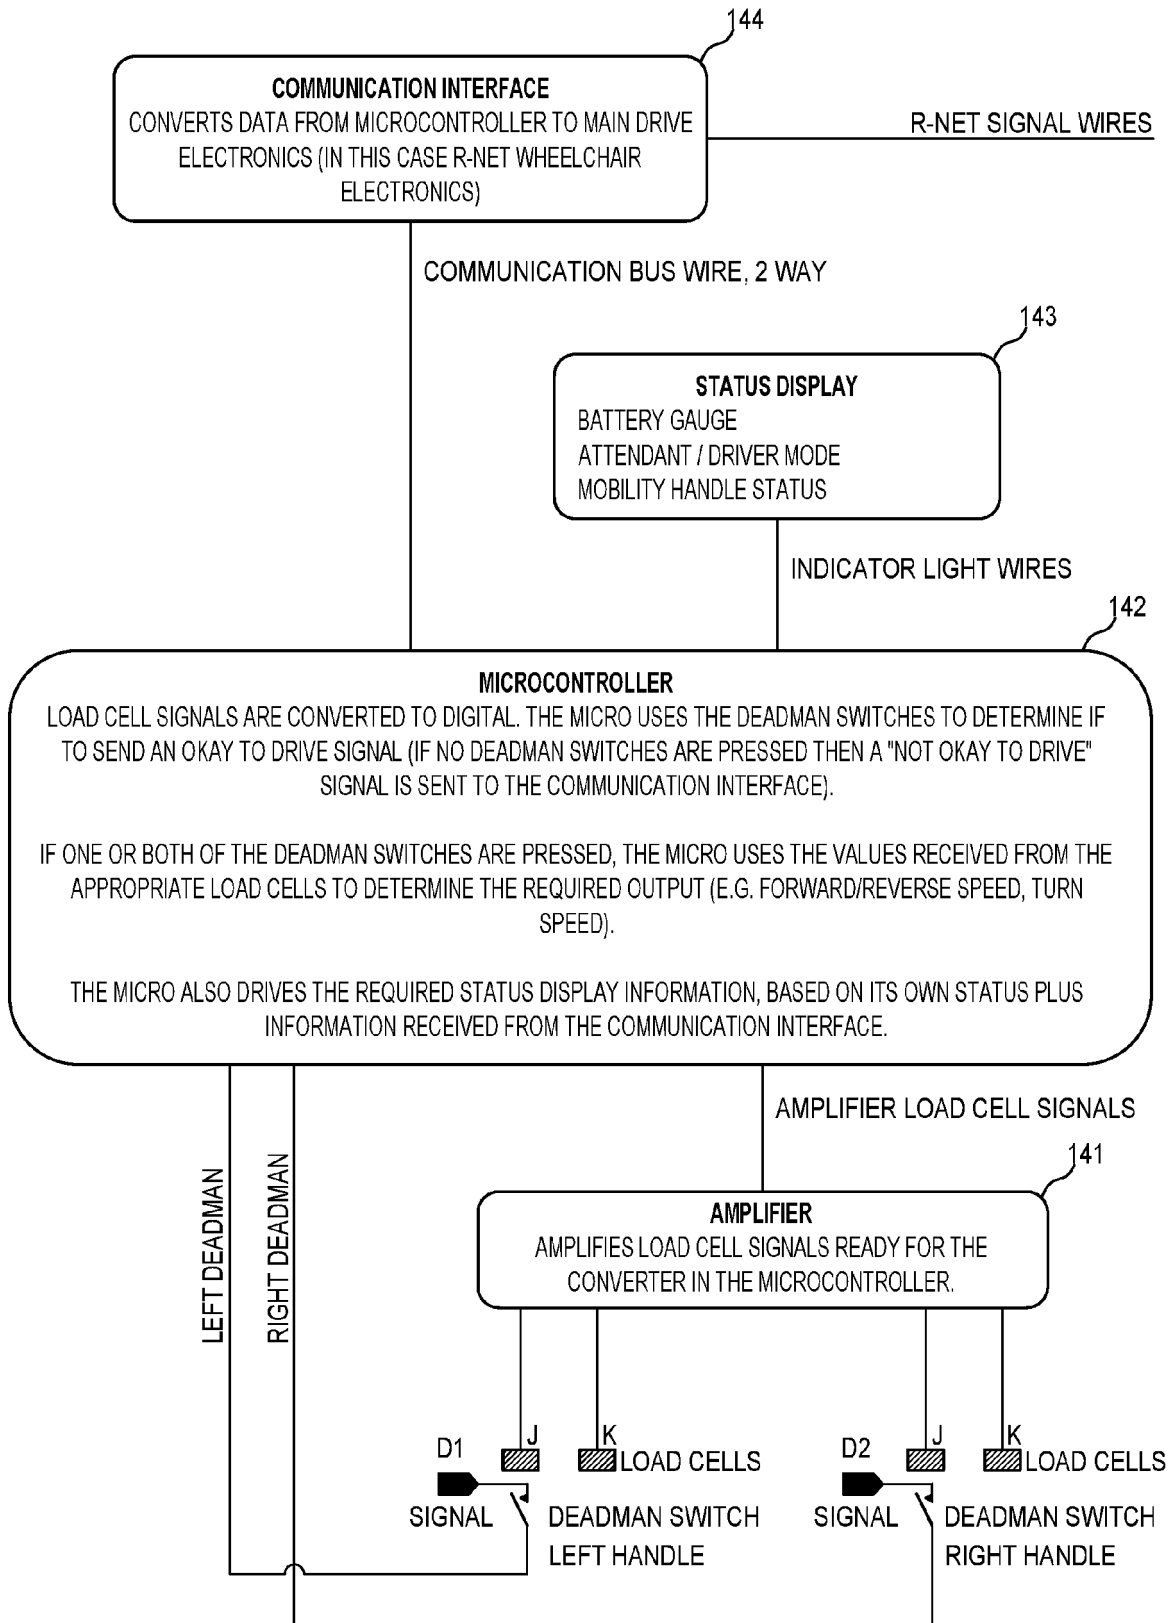 144
COMMUNICATION INTERFACE
CONVERTS DATA FROM MICROCONTROLLER TO MAIN DRIVE
ELECTRONICS (IN THIS CASE R-NET WHEELCHAIR
ELECTRONICS)
R-NET SIGNAL WIRES
COMMUNICATION BUS WIRE, 2 WAY
143
STATUS DISPLAY
BATTERY GAUGE
ATTENDANT / DRIVER MODE
MOBILITY HANDLE STATUS
INDICATOR LIGHT WIRES
142
MICROCONTROLLER
LOAD CELL SIGNALS ARE CONVERTED TO DIGITAL. THE MICRO USES THE DEADMAN SWITCHES TO DETERMINE IF
TO SEND AN OKAY TO DRIVE SIGNAL (IF NO DEADMAN SWITCHES ARE PRESSED THEN A "NOT OKAY TO DRIVE"
SIGNAL IS SENT TO THE COMMUNICATION INTERFACE).
IF ONE OR BOTH OF THE DEADMAN SWITCHES ARE PRESSED, THE MICRO USES THE VALUES RECEIVED FROM THE
APPROPRIATE LOAD CELLS TO DETERMINE THE REQUIRED OUTPUT (E.G. FORWARD/REVERSE SPEED, TURN
SPEED).
THE MICRO ALSO DRIVES THE REQUIRED STATUS DISPLAY INFORMATION, BASED ON ITS OWN STATUS PLUS
INFORMATION RECEIVED FROM THE COMMUNICATION INTERFACE.
AMPLIFIER LOAD CELL SIGNALS
LEFT DEADMAN
RIGHT DEADMAN
141
AMPLIFIER
AMPLIFIES LOAD CELL SIGNALS READY FOR THE
CONVERTER IN THE MICROCONTROLLER.
D1
J
K
LOAD CELLS
SIGNAL
DEADMAN SWITCH
LEFT HANDLE
D2
J
K
LOAD CELLS
SIGNAL
DEADMAN SWITCH
RIGHT HANDLE